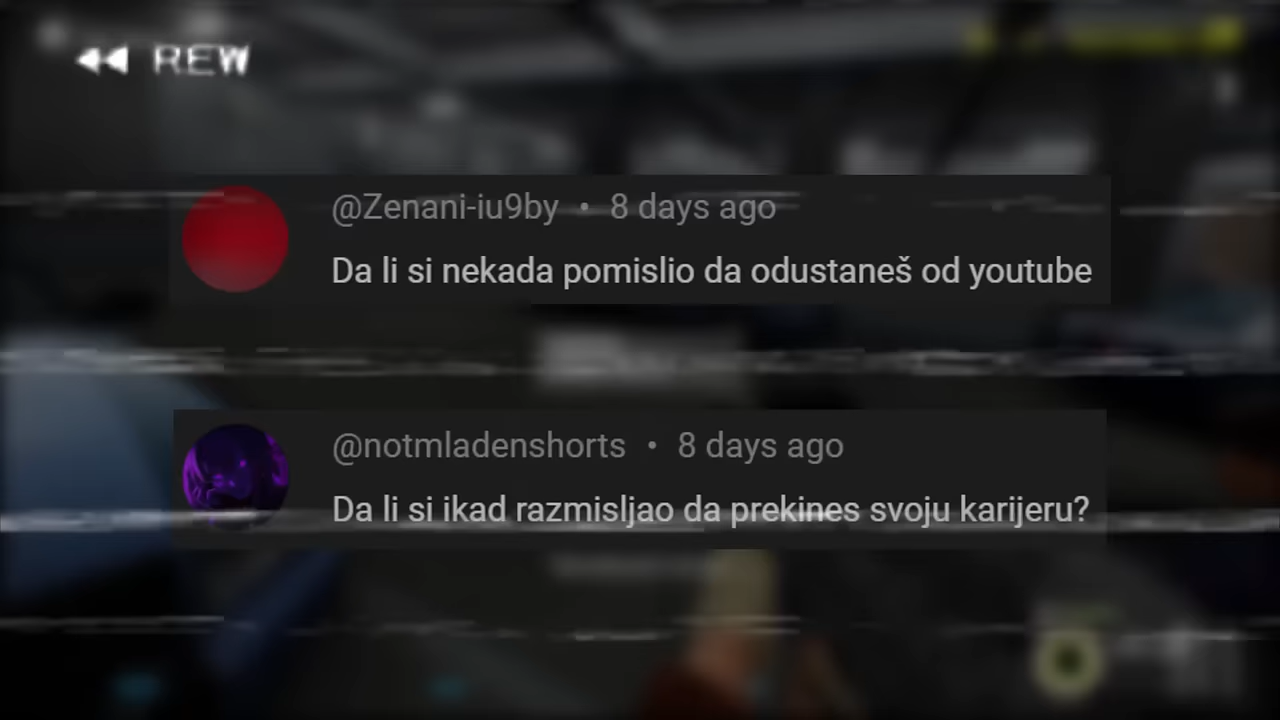 REW
@Zenani-iu9by • 8 days ago
Da li si nekada pomislio da odustaneš od youtube
@notmladenshorts • 8 days ago
Da li si ikad razmisljao da prekines svoju karijeru?